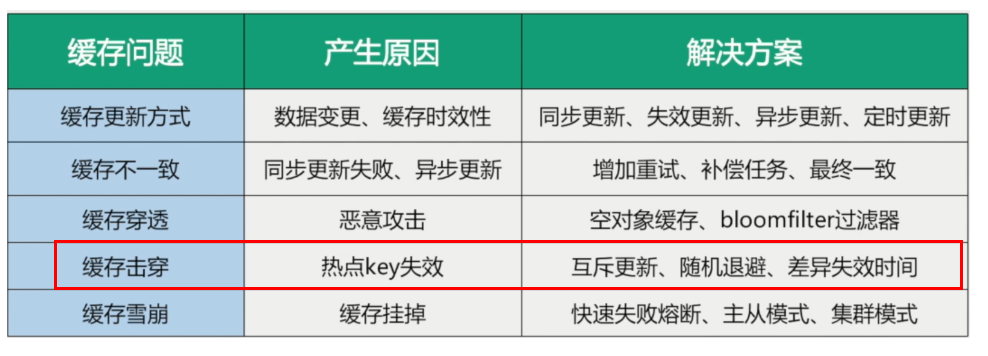 缓存问题 产生原因 解决方案
缓存更新方式 数据变更、缓存时效性 同步更新、失效更新、异步更新、定时更新
缓存不一致 同步更新失败、异步更新 增加重试、补偿任务、最终一致
缓存穿透 恶意攻击 空对象缓存、bloomfilter过滤器
缓存击穿 热点key失效 互斥更新、随机退避、差异失效时间
缓存雪崩 缓存挂掉 快速失败熔断、主从模式、集群模式